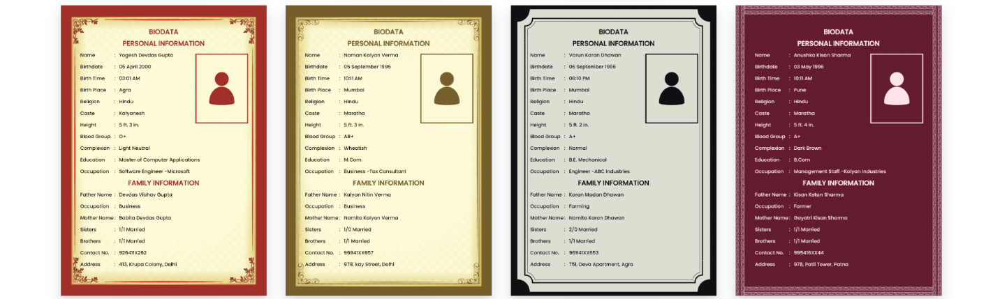 BIODATA
PERSONAL INFORMATION
Name : Yogesh Devdas Gupta
Birthdate : 05 April 2000
Birth Time : 03:01 AM
Birth Place : Agra
Religion : Hindu
Caste : Kalyanesh
Height : 5 ft. 3 in.
Blood Group : O+
Complexion : Light Neutral
Education : Master of Computer Applications
Occupation : Software Engineer -Microsoft
FAMILY INFORMATION
Father Name : Devdas Vibhav Gupta
Occupation : Business
Mother Name : Babita Devdas Gupta
Sisters : 1/1 Married
Brothers : 1/1 Married
Contact No. : 926411X262
Address : 413, Krupa Colony, Delhi
BIODATA
PERSONAL INFORMATION
Name : Naman Kalyan Verma
Birthdate : 05 September 1995
Birth Time : 10:11 AM
Birth Place : Mumbai
Religion : Hindu
Caste : Maratha
Height : 5 ft. 3 in.
Blood Group : AB+
Complexion : Wheatish
Education : M.Com.
Occupation : Business -Tax Consultant
FAMILY INFORMATION
Father Name : Kalyan Nitin Verma
Occupation : Business
Mother Name : Namita Kalyan Verma
Sisters : 1/0 Married
Brothers : 1/1 Married
Contact No. : 96941XX657
Address : 978, kay Street, Delhi
BIODATA
PERSONAL INFORMATION
Name : Varun Karan Dhawan
Birthdate : 06 September 1996
Birth Time : 06:10 PM
Birth Place : Mumbai
Religion : Hindu
Caste : Maratha
Height : 5 ft. 2 in.
Blood Group : A+
Complexion : Normal
Education : B.E. Mechanical
Occupation : Engineer -ABC Industries
FAMILY INFORMATION
Father Name : Karan Madan Dhawan
Occupation : Farming
Mother Name : Namita Karan Dhawan
Sisters : 2/0 Married
Brothers : 1/1 Married
Contact No. : 96941XX653
Address : 751, Deva Apartment, Agra
BIODATA
PERSONAL INFORMATION
Name : Anushka Kisan Sharma
Birthdate : 03 May 1996
Birth Time : 10:11 AM
Birth Place : Pune
Religion : Hindu
Caste : Maratha
Height : 5 ft. 4 in.
Blood Group : A+
Complexion : Dark Brown
Education : B.Com
Occupation : Management Staff -Kalyan Industries
FAMILY INFORMATION
Father Name : Kisan Ketan Sharma
Occupation : Farmer
Mother Name : Gayatri Kisan Sharma
Sisters : 1/1 Married
Brothers : 1/1 Married
Contact No. : 995416XX44
Address : 978, Patil Tower, Patna